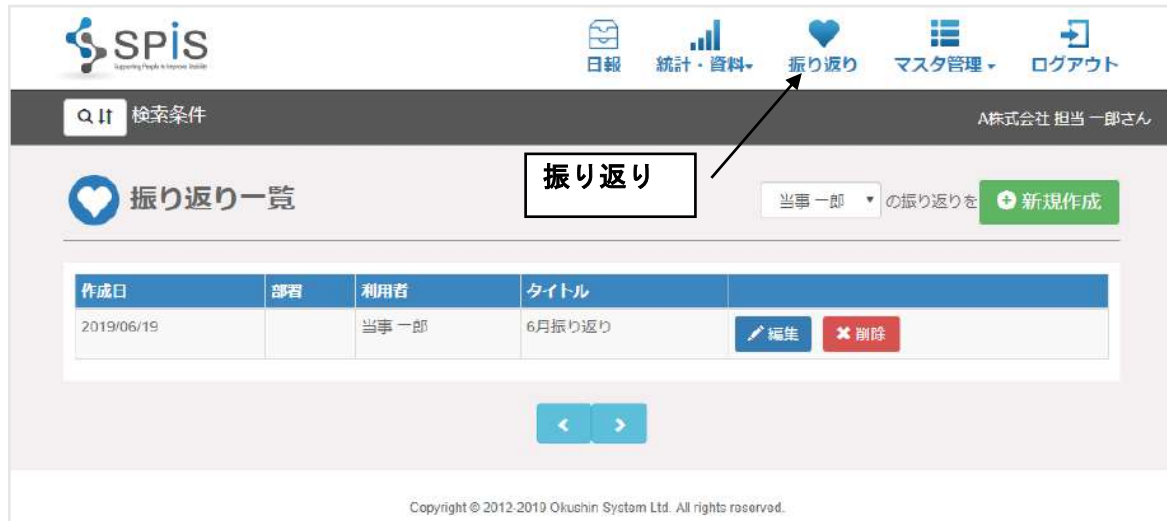 SPiS
Supporting People to Improve Stability
日報
統計・資料
振り返り
マスタ管理
ログアウト
検索条件
A株式会社 担当 一郎さん
振り返り
振り返り一覧
当事 一郎 の振り返りを 新規作成
作成日 部署 利用者 タイトル
2019/06/19 当事 一郎 6月振り返り 編集 削除
Copyright © 2012-2019 Okushin System Ltd. All rights reserved.